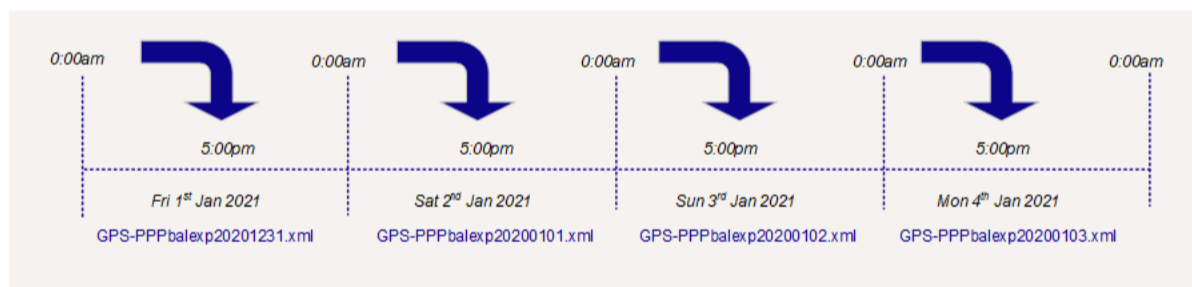 0:00am 0:00am 0:00am 0:00am 0:00am
5:00pm 5:00pm 5:00pm 5:00pm
Fri 1st Jan 2021 Sat 2nd Jan 2021 Sun 3rd Jan 2021 Mon 4th Jan 2021
GPS-PPPbalexp20201231.xml GPS-PPPbalexp20200101.xml GPS-PPPbalexp20200102.xml GPS-PPPbalexp20200103.xml